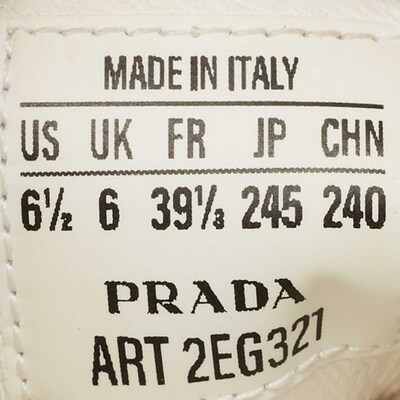 MADE IN ITALY
US UK FR JP CHN
6½ 6 39⅓ 245 240
PRADA
ART 2EG321